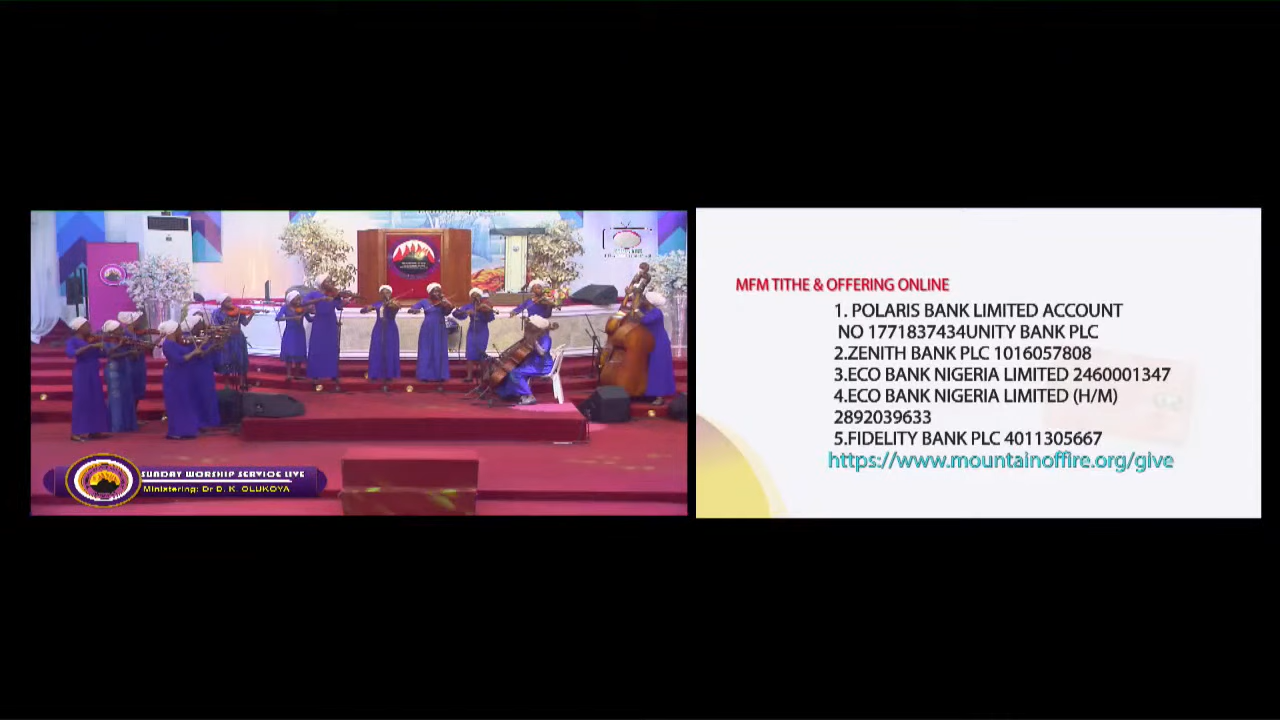 SUNDAY WORSHIP SERVICE LIVE
Ministering: Dr D. K. OLUKOYA
MFM TITHE & OFFERING ONLINE
1. POLARIS BANK LIMITED ACCOUNT
NO 1771837434UNITY BANK PLC
2.ZENITH BANK PLC 1016057808
3.ECO BANK NIGERIA LIMITED 2460001347
4.ECO BANK NIGERIA LIMITED (H/M)
2892039633
5.FIDELITY BANK PLC 4011305667
https://www.mountainoffire.org/give